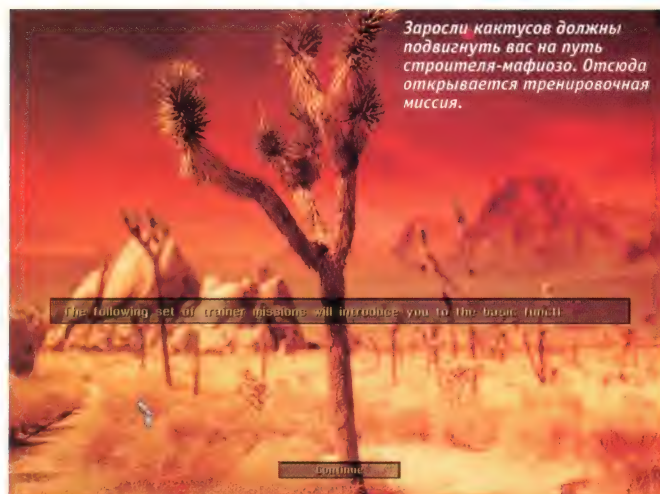 Заросли кактусов должны
подвигнуть вас на путь
строителя-мафиозо. Отсюда
открывается тренировочная
миссия.
The following set of trainer missions will introduce you to the basic functi
Continue